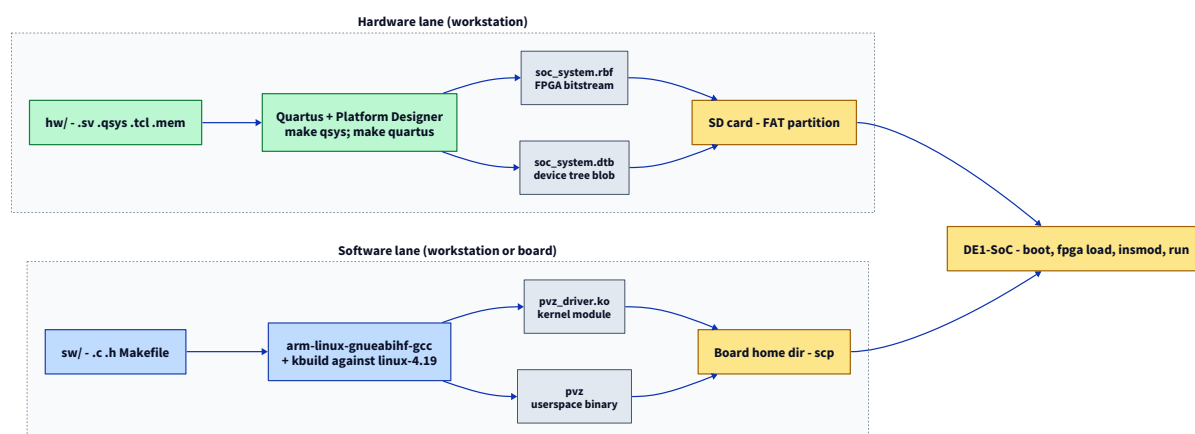 Hardware lane (workstation)
hw/ - .sv .qsys .tcl .mem
Quartus + Platform Designer
make qsys; make quartus
soc_system.rbf
FPGA bitstream
soc_system.dtb
device tree blob
SD card - FAT partition
Software lane (workstation or board)
sw/ - .c .h Makefile
arm-linux-gnueabihf-gcc
+ kbuild against linux-4.19
pvz_driver.ko
kernel module
pvz
userspace binary
Board home dir - scp
DE1-SoC - boot, fpga load, insmod, run